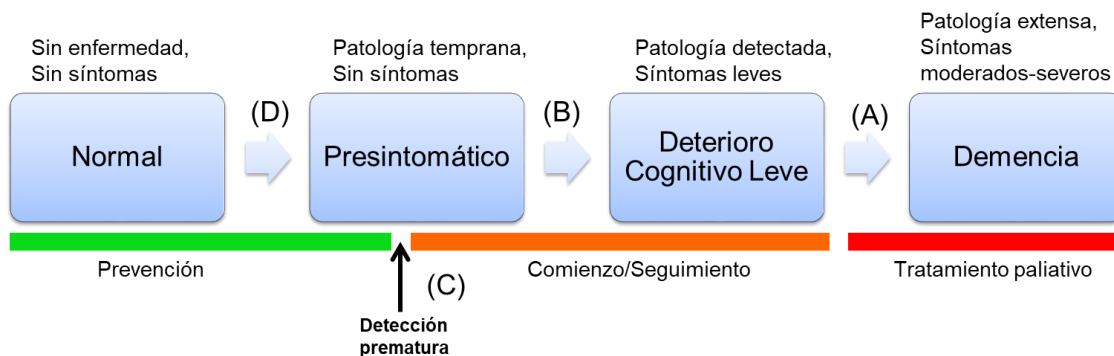 Sin enfermedad,
Sin síntomas
Patología temprana,
Sin síntomas
Patología detectada,
Síntomas leves
Patología extensa,
Síntomas
moderados-severos
Normal
(D)
Presintomático
(B)
Deterioro
Cognitivo Leve
(A)
Demencia
Prevención
(C)
Comienzo/Seguimiento
Tratamiento paliativo
Detección
prematura